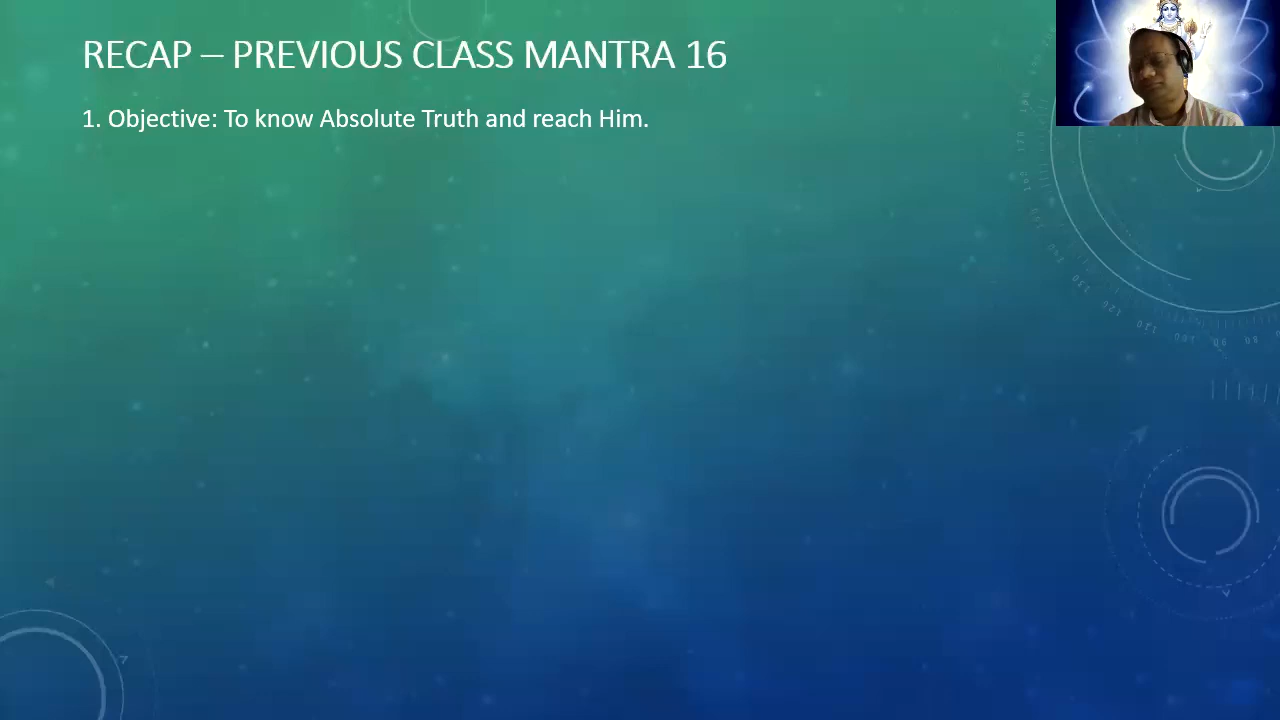 RECAP – PREVIOUS CLASS MANTRA 16
1. Objective: To know Absolute Truth and reach Him.